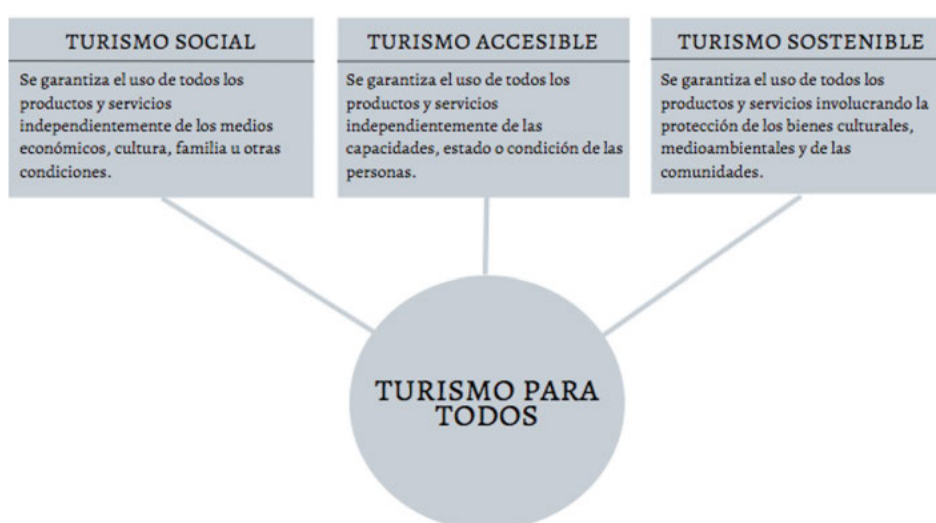 TURISMO SOCIAL
Se garantiza el uso de todos los
productos y servicios
independientemente de los medios
económicos, cultura, familia u otras
condiciones.
TURISMO ACCESIBLE
Se garantiza el uso de todos los
productos y servicios
independientemente de las
capacidades, estado o condición de las
personas.
TURISMO SOSTENIBLE
Se garantiza el uso de todos los
productos y servicios involucrando la
protección de los bienes culturales,
medioambientales y de las
comunidades.
TURISMO PARA
TODOS